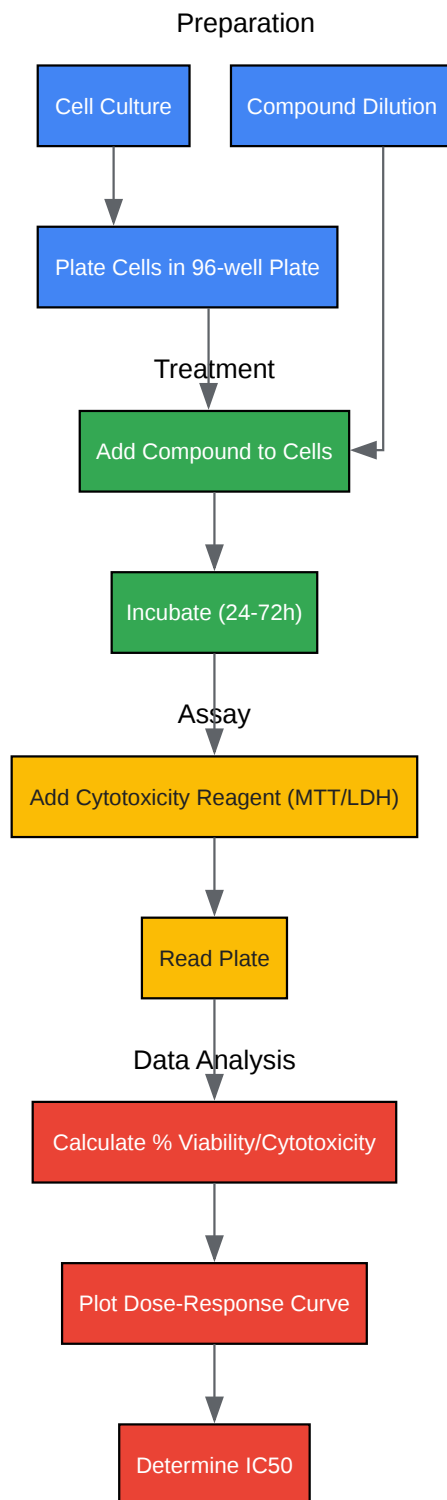 Preparation
Cell Culture
Compound Dilution
Plate Cells in 96-well Plate
Treatment
Add Compound to Cells
Incubate (24-72h)
Assay
Add Cytotoxicity Reagent (MTT/LDH)
Read Plate
Data Analysis
Calculate % Viability/Cytotoxicity
Plot Dose-Response Curve
Determine IC50